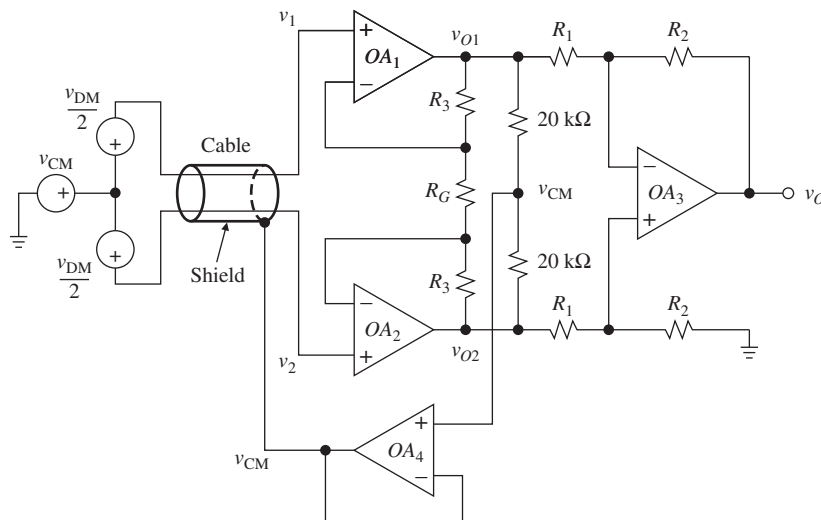 v1
OA1
vO1
R1
R2
vDM
2
R3
20 kΩ
Cable
vCM
RG
vCM
OA3
vO
vDM
2
Shield
R3
20 kΩ
OA2
v2
vO2
R1
R2
vCM
OA4